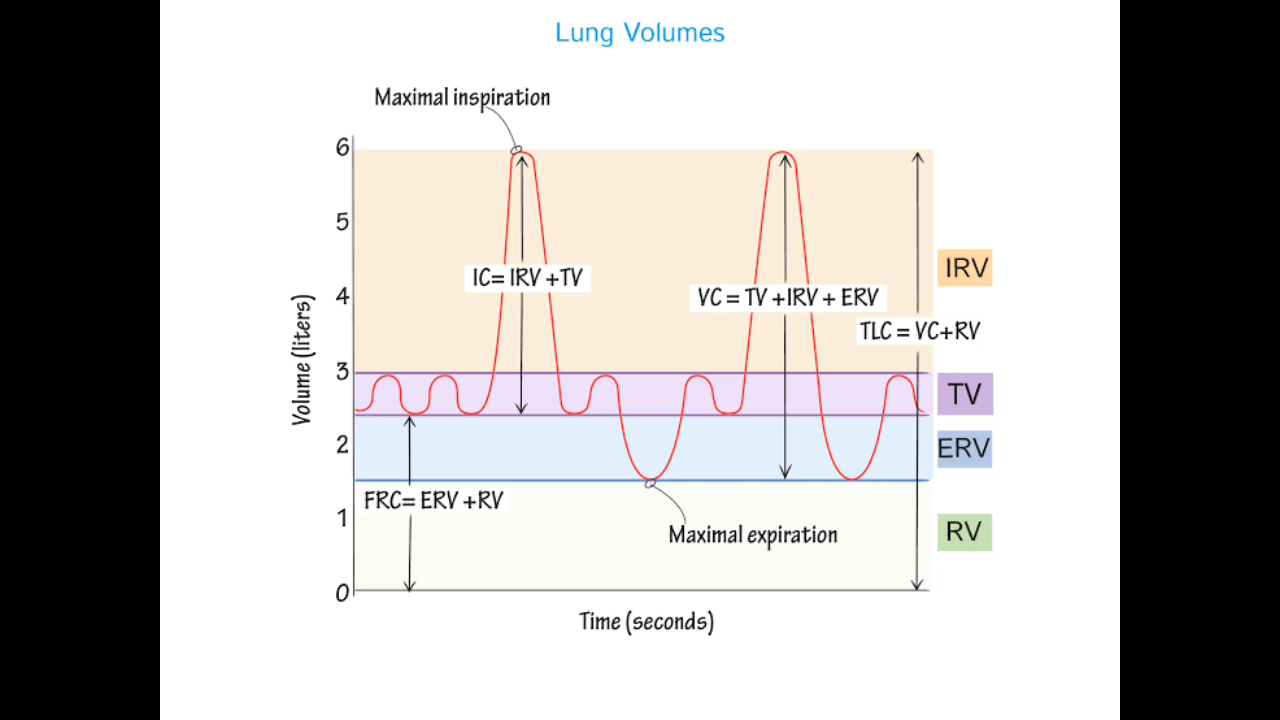 Lung Volumes
Maximal inspiration
6
5
4
3
2
1
0
Volume (liters)
IC= IRV +TV
VC = TV +IRV + ERV
TLC = VC+RV
FRC= ERV +RV
Maximal expiration
IRV
TV
ERV
RV
Time (seconds)